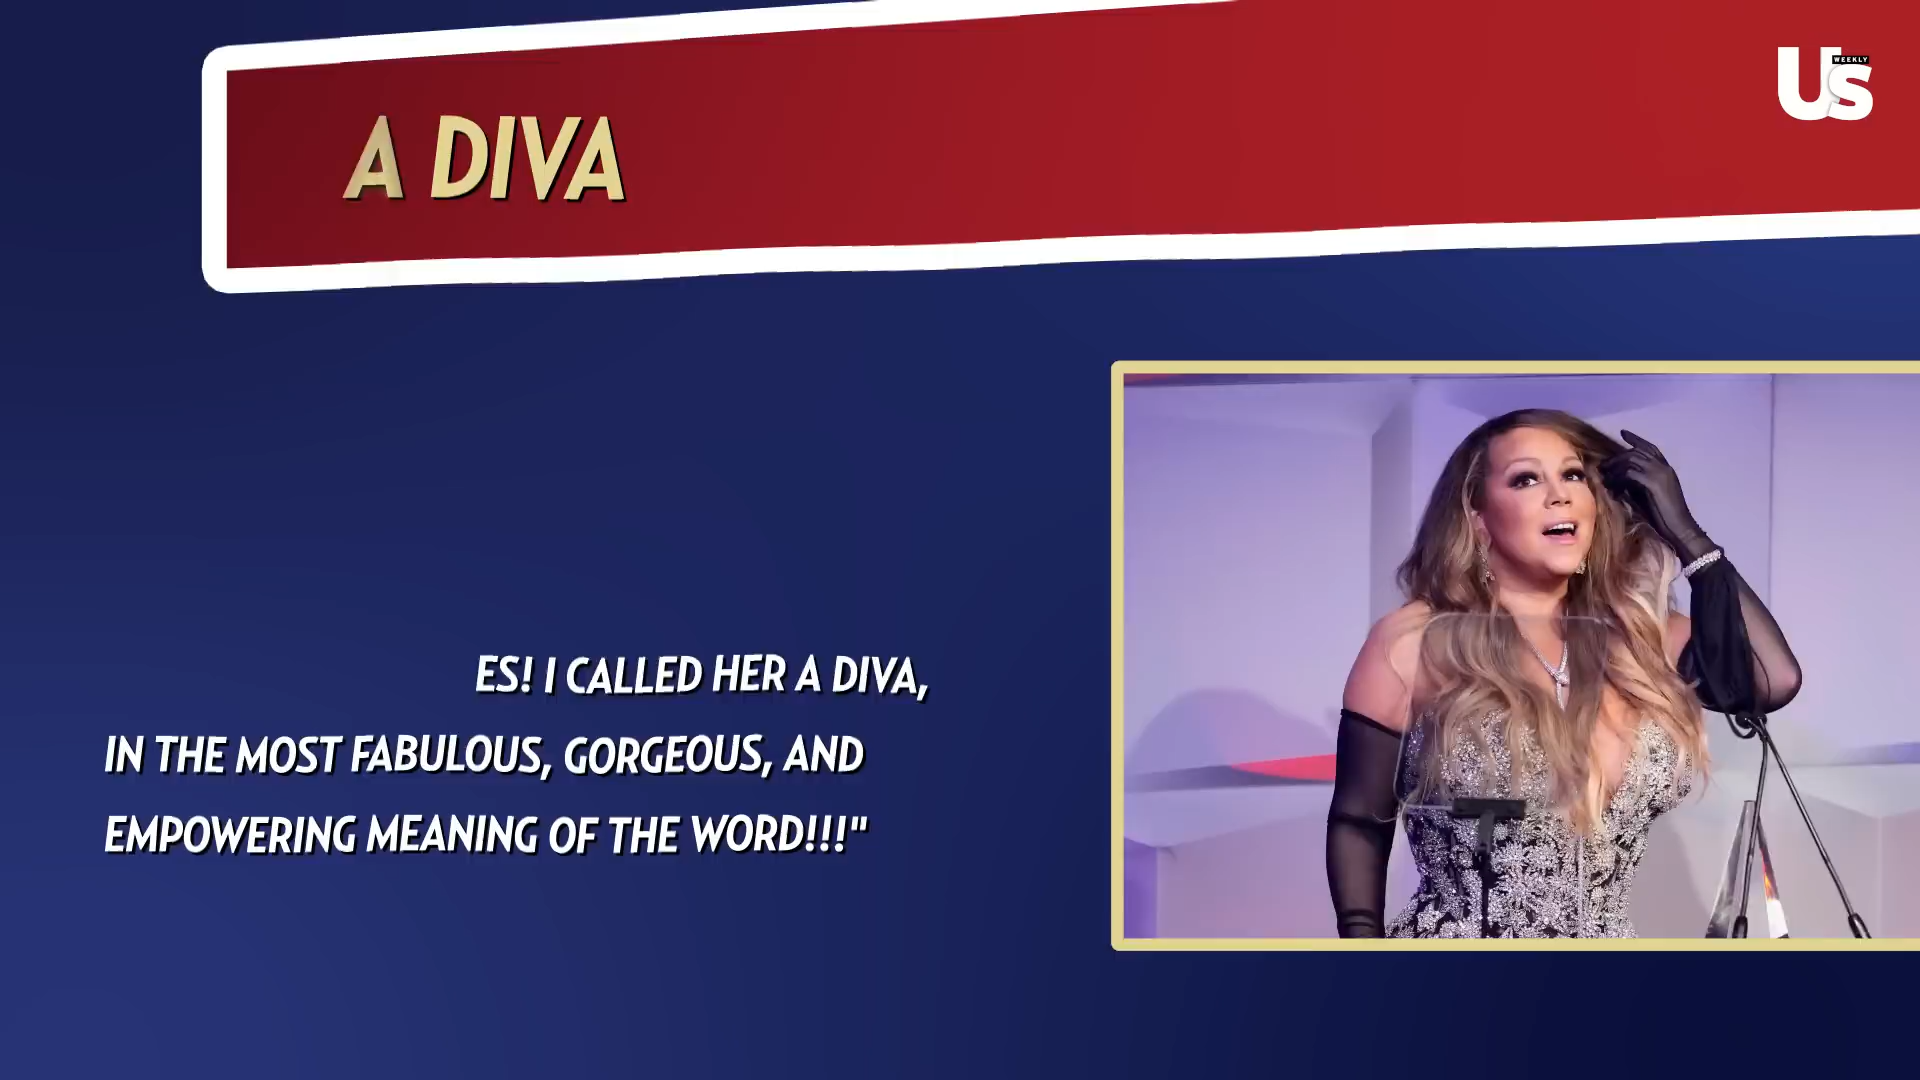 A DIVA
Us
WEEKLY
ES! I CALLED HER A DIVA,
IN THE MOST FABULOUS, GORGEOUS, AND
EMPOWERING MEANING OF THE WORD!!!"